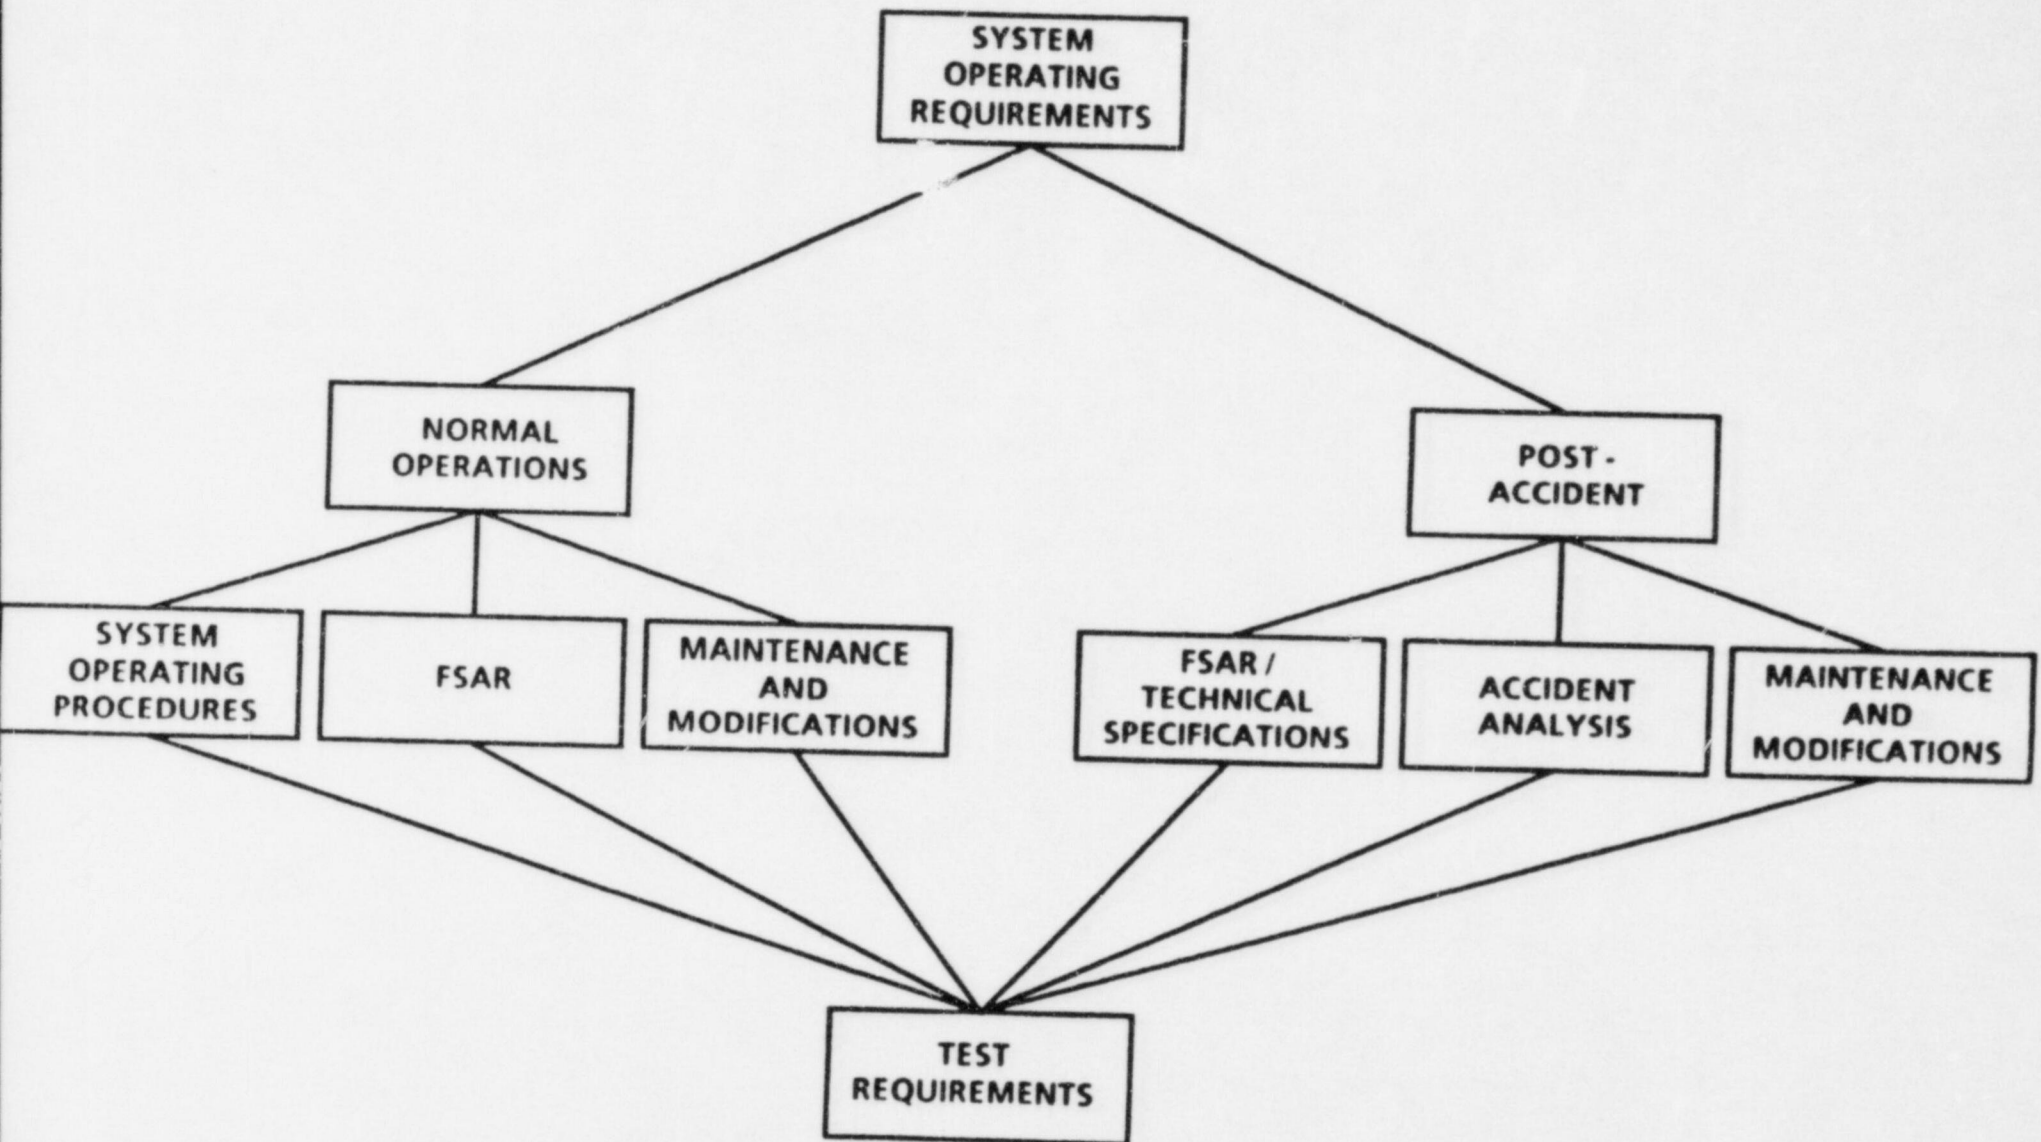 SYSTEM
OPERATING
REQUIREMENTS
NORMAL
OPERATIONS
POST -
ACCIDENT
SYSTEM
OPERATING
PROCEDURES
FSAR
MAINTENANCE
AND
MODIFICATIONS
FSAR /
TECHNICAL
SPECIFICATIONS
ACCIDENT
ANALYSIS
MAINTENANCE
AND
MODIFICATIONS
TEST
REQUIREMENTS